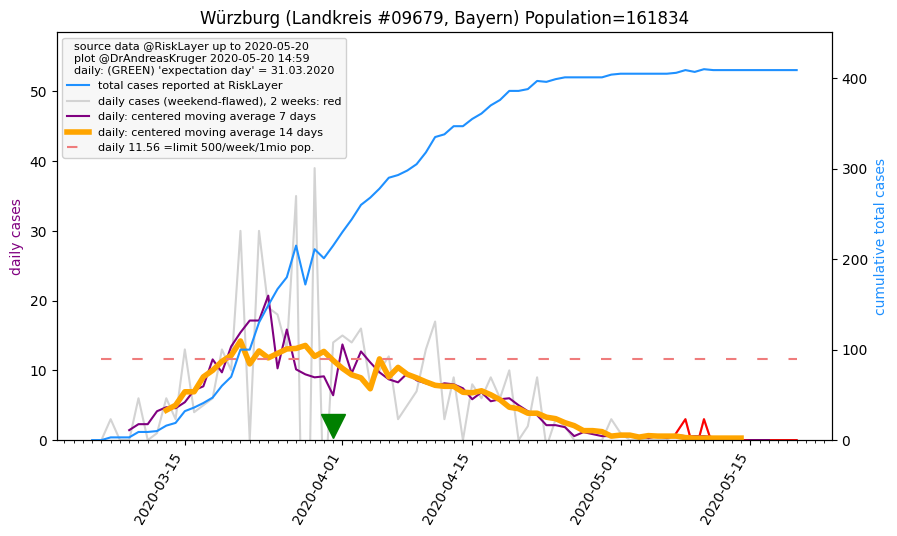 Würzburg (Landkreis #09679, Bayern) Population=161834
source data @RiskLayer up to 2020-05-20
plot @DrAndreasKruger 2020-05-20 14:59
daily: (GREEN) 'expectation day' = 31.03.2020
total cases reported at RiskLayer
daily cases (weekend-flawed), 2 weeks: red
daily: centered moving average 7 days
daily: centered moving average 14 days
daily 11.56 =limit 500/week/1mio pop.
daily cases
50
40
30
20
10
0
cumulative total cases
400
300
200
100
0
2020-03-15
2020-04-01
2020-04-15
2020-05-01
2020-05-15